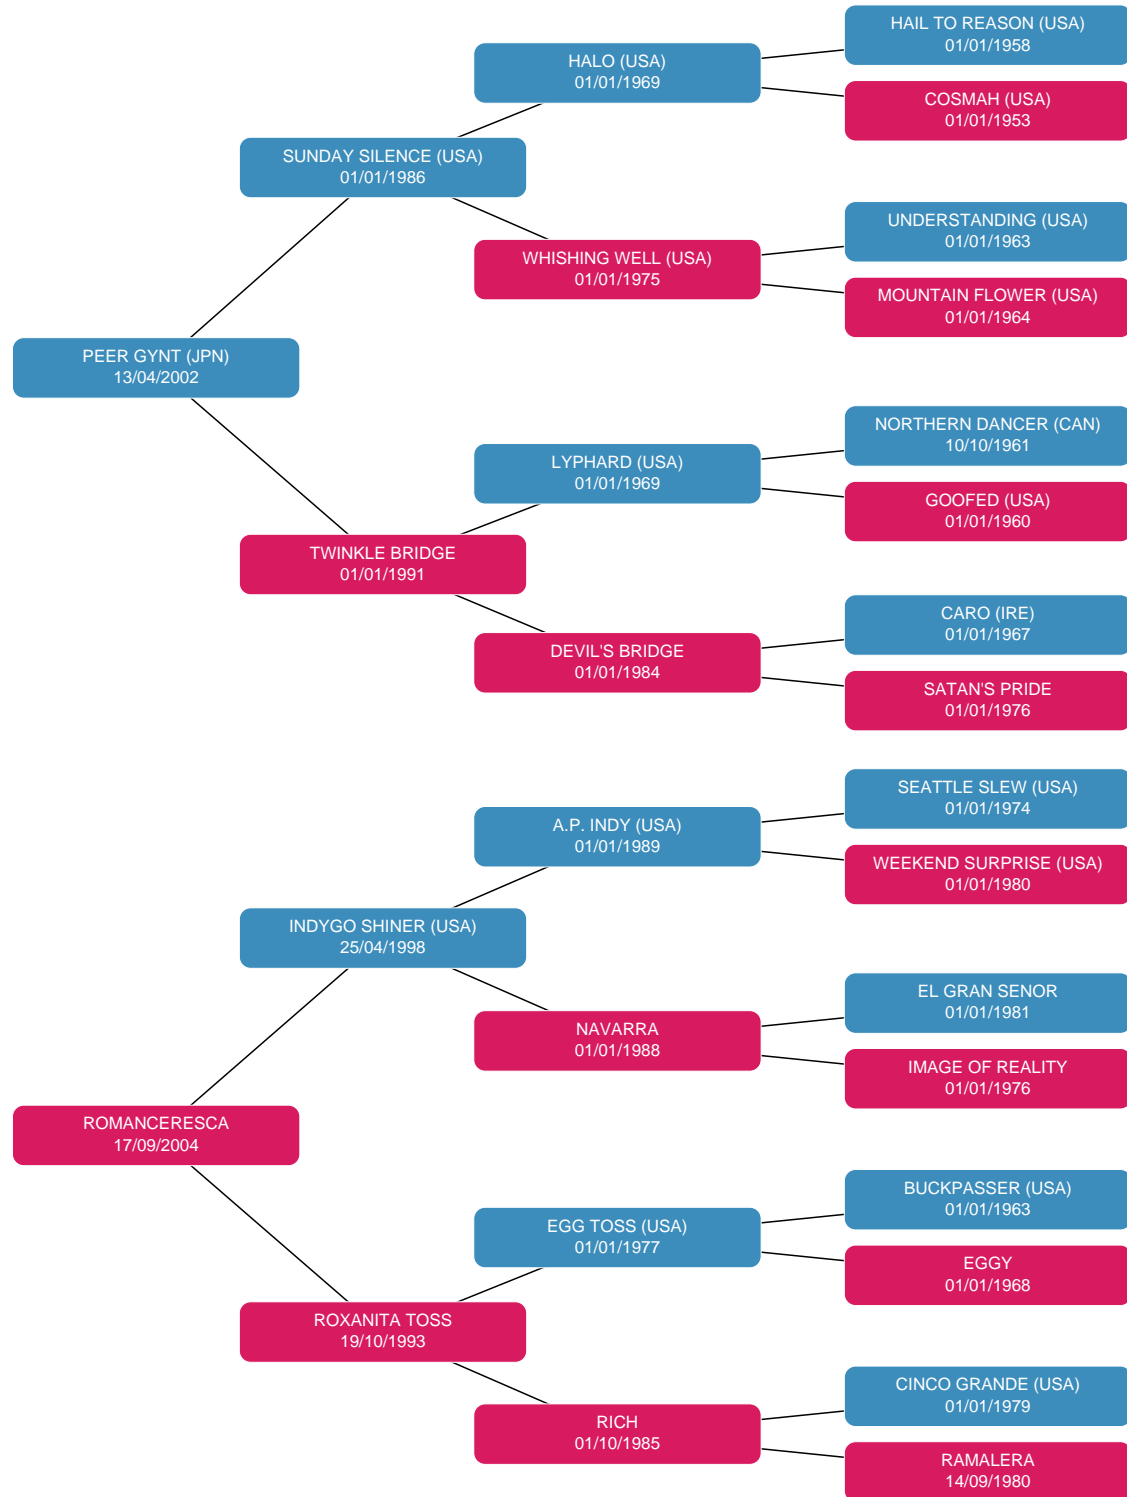 HAIL TO REASON (USA)
01/01/1958
HALO (USA)
01/01/1969
COSMAH (USA)
01/01/1953
SUNDAY SILENCE (USA)
01/01/1986
UNDERSTANDING (USA)
01/01/1963
WHISHING WELL (USA)
01/01/1975
MOUNTAIN FLOWER (USA)
01/01/1964
PEER GYNT (JPN)
13/04/2002
NORTHERN DANCER (CAN)
10/10/1961
LYPHARD (USA)
01/01/1969
GOOFED (USA)
01/01/1960
TWINKLE BRIDGE
01/01/1991
CARO (IRE)
01/01/1967
DEVIL'S BRIDGE
01/01/1984
SATAN'S PRIDE
01/01/1976
SEATTLE SLEW (USA)
01/01/1974
A.P. INDY (USA)
01/01/1989
WEEKEND SURPRISE (USA)
01/01/1980
INDYGO SHINER (USA)
25/04/1998
EL GRAN SENOR
01/01/1981
NAVARRA
01/01/1988
IMAGE OF REALITY
01/01/1976
ROMANCERESCA
17/09/2004
BUCKPASSER (USA)
01/01/1963
EGG TOSS (USA)
01/01/1977
EGGY
01/01/1968
ROXANITA TOSS
19/10/1993
CINCO GRANDE (USA)
01/01/1979
RICH
01/10/1985
RAMALERA
14/09/1980